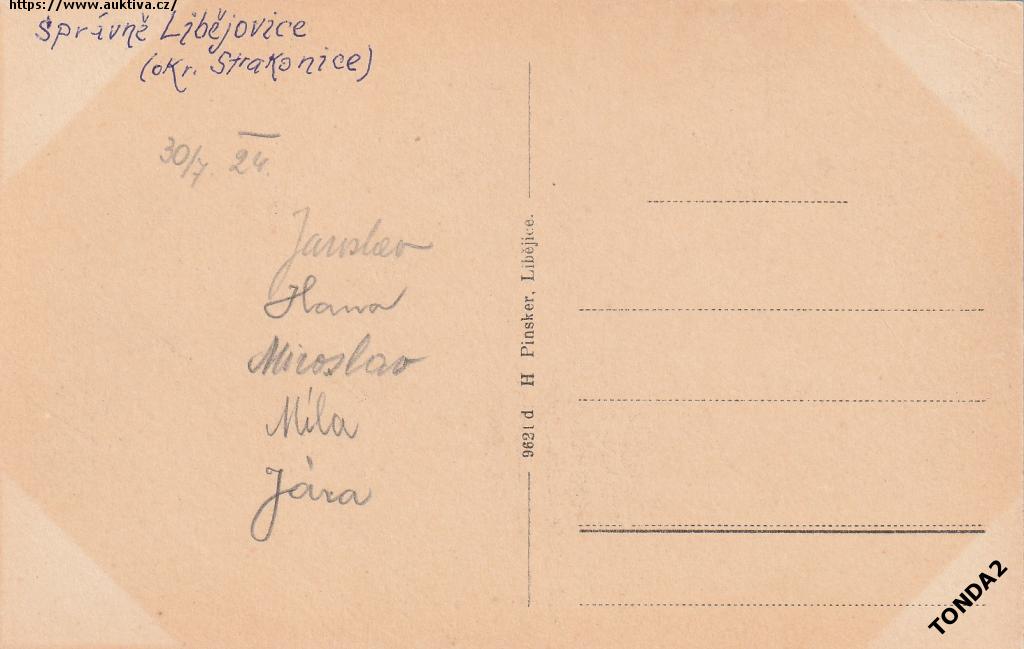 https://www.auktiva.cz/
Správně Libějovice
(okr. Strakonice)
30/7. 24.
Jaroslav
Hana
Miroslav
Míla
Jára
9621 d H Pinsker, Libějice.
TONDA2